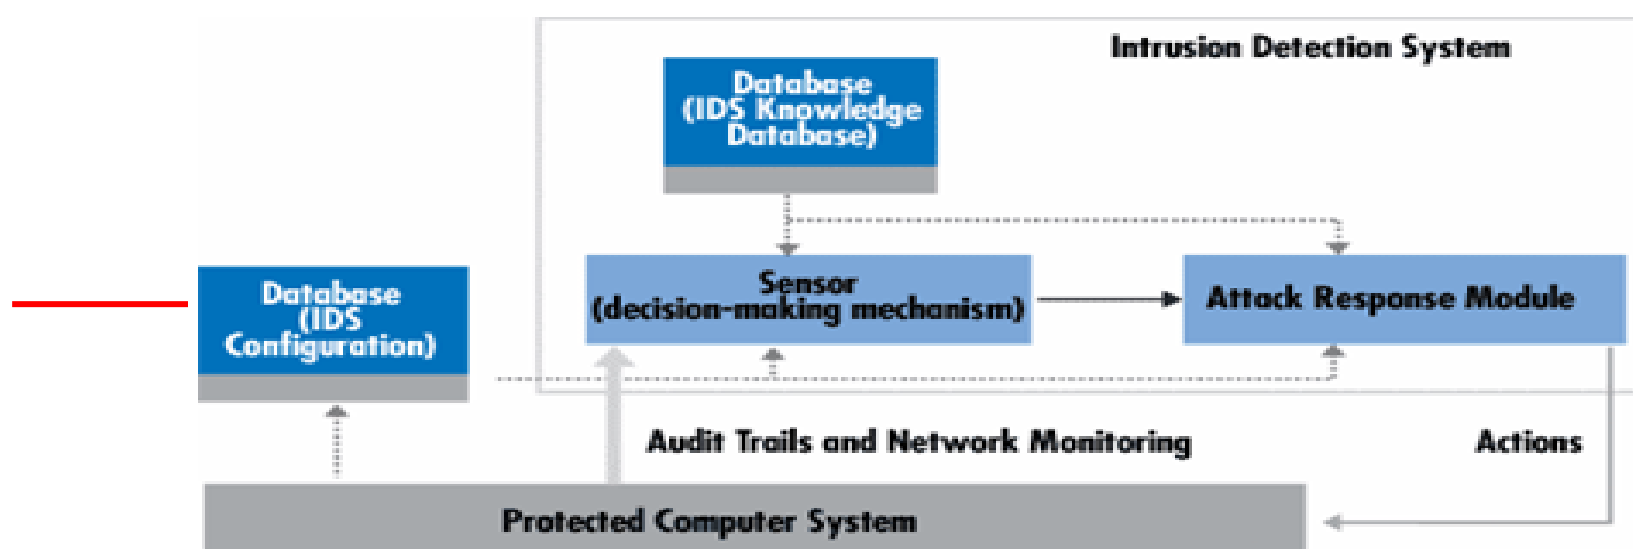 Intrusion Detection System
Database
(IDS Knowledge
Database)
Sensor
(decision-making mechanism)
Attack Response Module
Database
(IDS
Configuration)
Audit Trails and Network Monitoring
Actions
Protected Computer System